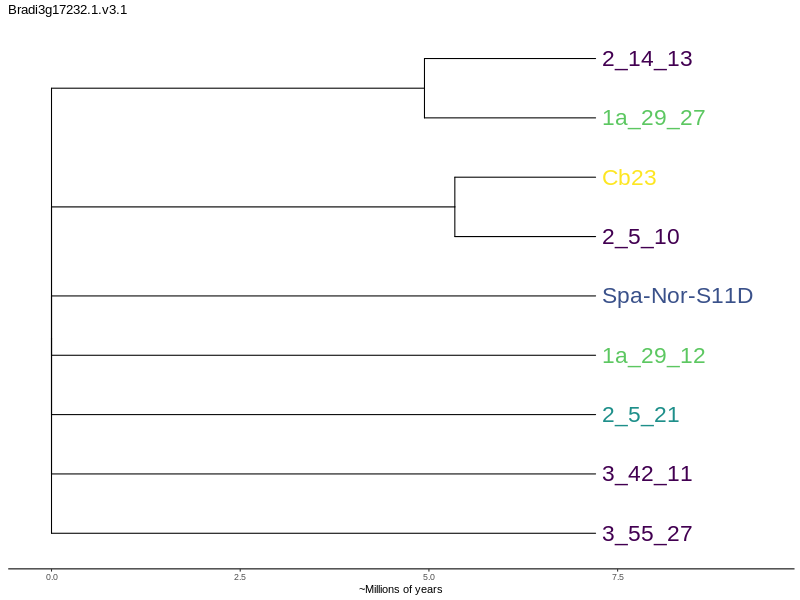 Bradi3g17232.1.v3.1
2_14_13
1a_29_27
Cb23
2_5_10
Spa-Nor-S11D
1a_29_12
2_5_21
3_42_11
3_55_27
0.0 2.5 5.0 7.5
~Millions of years